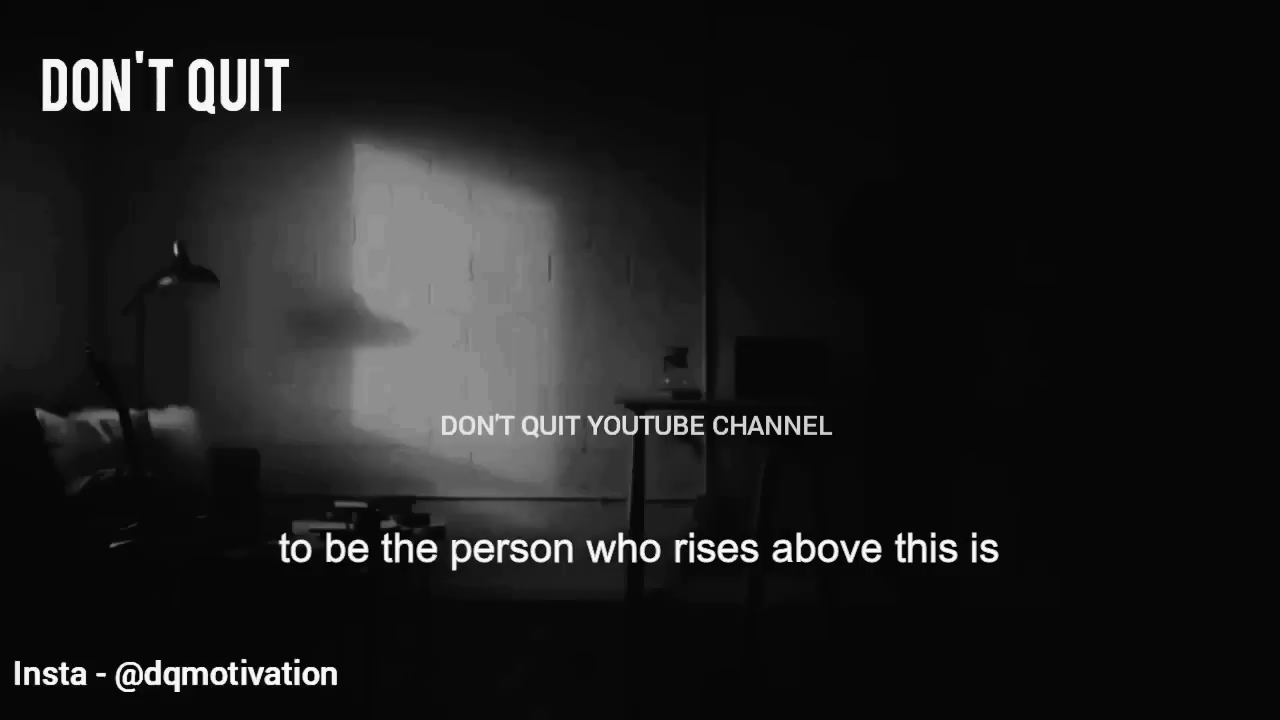 DON'T QUIT
DON'T QUIT YOUTUBE CHANNEL
to be the person who rises above this is
Insta - @dqmotivation